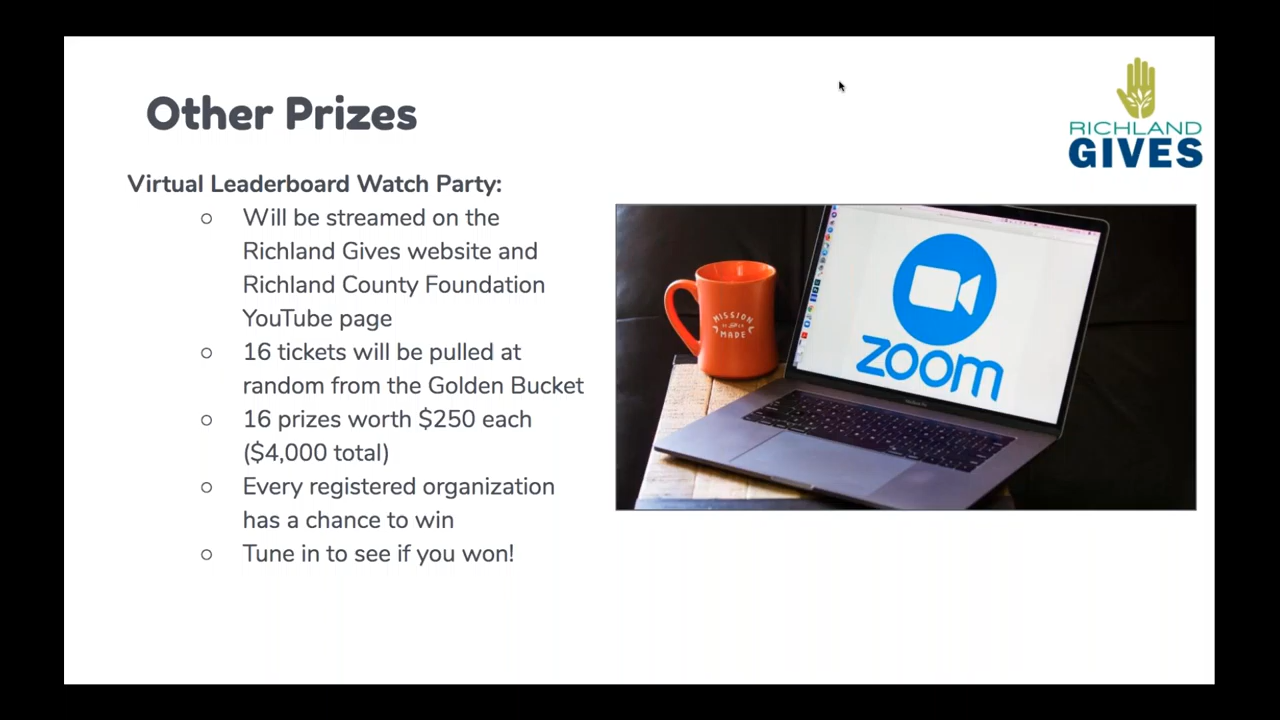 Other Prizes
RICHLAND
GIVES
Virtual Leaderboard Watch Party:
○ Will be streamed on the
Richland Gives website and
Richland County Foundation
YouTube page
○ 16 tickets will be pulled at
random from the Golden Bucket
○ 16 prizes worth $250 each
($4,000 total)
○ Every registered organization
has a chance to win
○ Tune in to see if you won!
MISSION
MADE
zoom